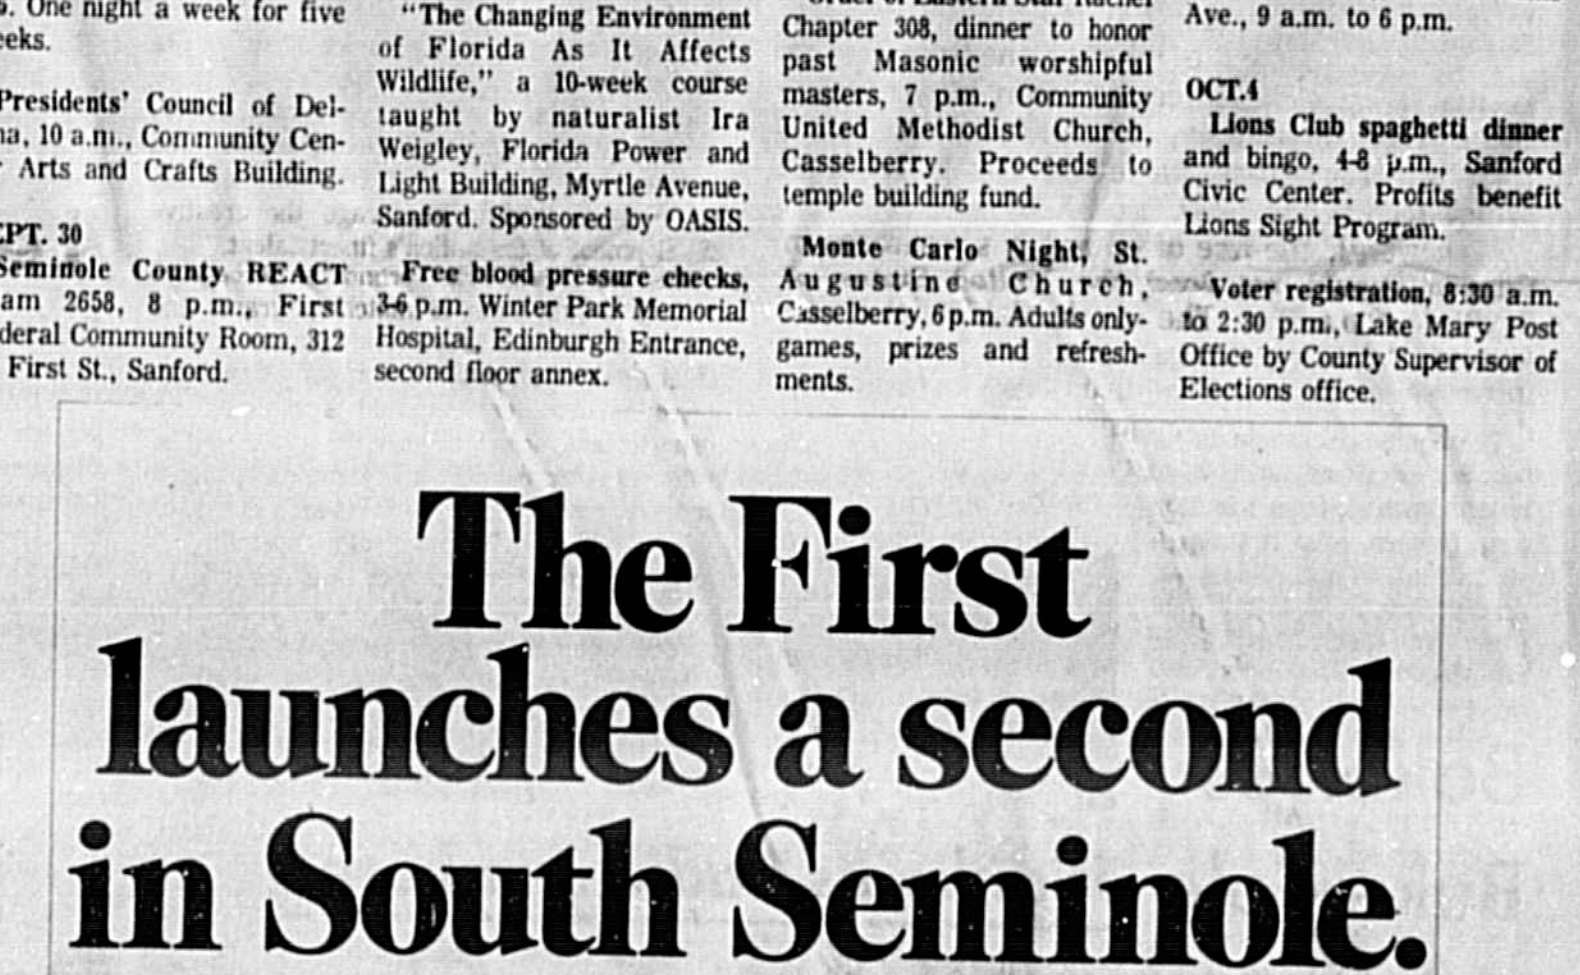 One night a week for five
Presidents' Council of Del-
10 a.m., Community Cen-
Arts and Crafts Building.
30
Seminole County REACT
2658, 8 p.m., First
Community Room, 312
First St., Sanford.
"The Changing Environment
of Florida As It Affects
Wildlife," a 10-week course
taught by naturalist Ira
Weigley, Florida Power and
Light Building, Myrtle Avenue,
Sanford. Sponsored by OASIS.
Free blood pressure checks,
3-6 p.m. Winter Park Memorial
Hospital, Edinburgh Entrance,
second floor annex.
Chapter 308, dinner to honor
past Masonic worshipful
masters, 7 p.m., Community
United Methodist Church,
Casselberry. Proceeds to
temple building fund.
Monte Carlo Night, St.
Augustine Church,
Casselberry, 6 p.m. Adults only-
games, prizes and refresh-
ments.
Ave., 9 a.m. to 6 p.m.
OCT.4
Lions Club spaghetti dinner
and bingo, 4-8 p.m., Sanford
Civic Center. Profits benefit
Lions Sight Program.
Voter registration, 8:30 a.m.
to 2:30 p.m., Lake Mary Post
Office by County Supervisor of
Elections office.
The First
launches a second
in South Seminole.